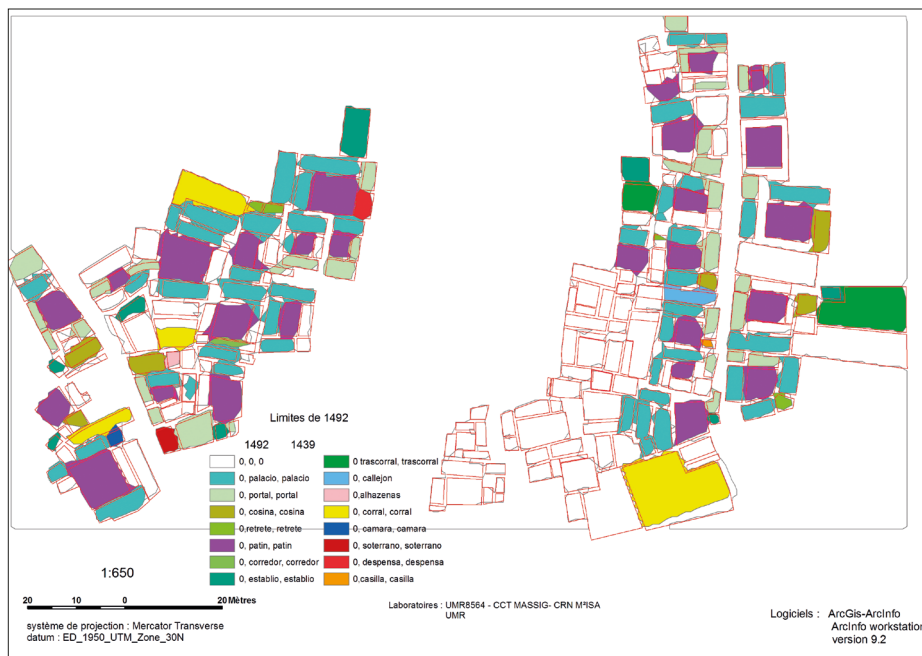 Limites de 1492
1492 1439
0, 0, 0
0, palacio, palacio
0, portal, portal
0, cosina, cosina
0,retrete, retrete
0, patin, patin
0, corredor, corredor
0, establio, establio
0 trascorral, trascorral
0, callejon
0,alhazenas
0, corral, corral
0, camara, camara
0, soterrano, soterrano
0, despensa, despensa
0,casilla, casilla
1:650
20 10 0 20 Mètres
système de projection : Mercator Transverse
datum : ED_1950_UTM_Zone_30N
Laboratoires : UMR8564 - CCT MASSIG- CRN MªISA
UMR
Logiciels : ArcGis-ArcInfo
ArcInfo workstation
version 9.2